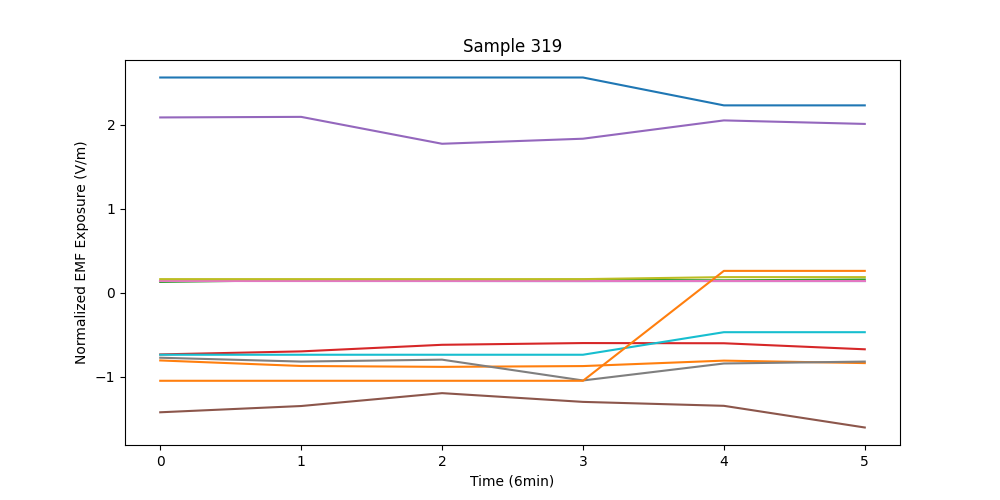 Sample 319
Normalized EMF Exposure (V/m)
2
1
0
−1
0 1 2 3 4 5
Time (6min)